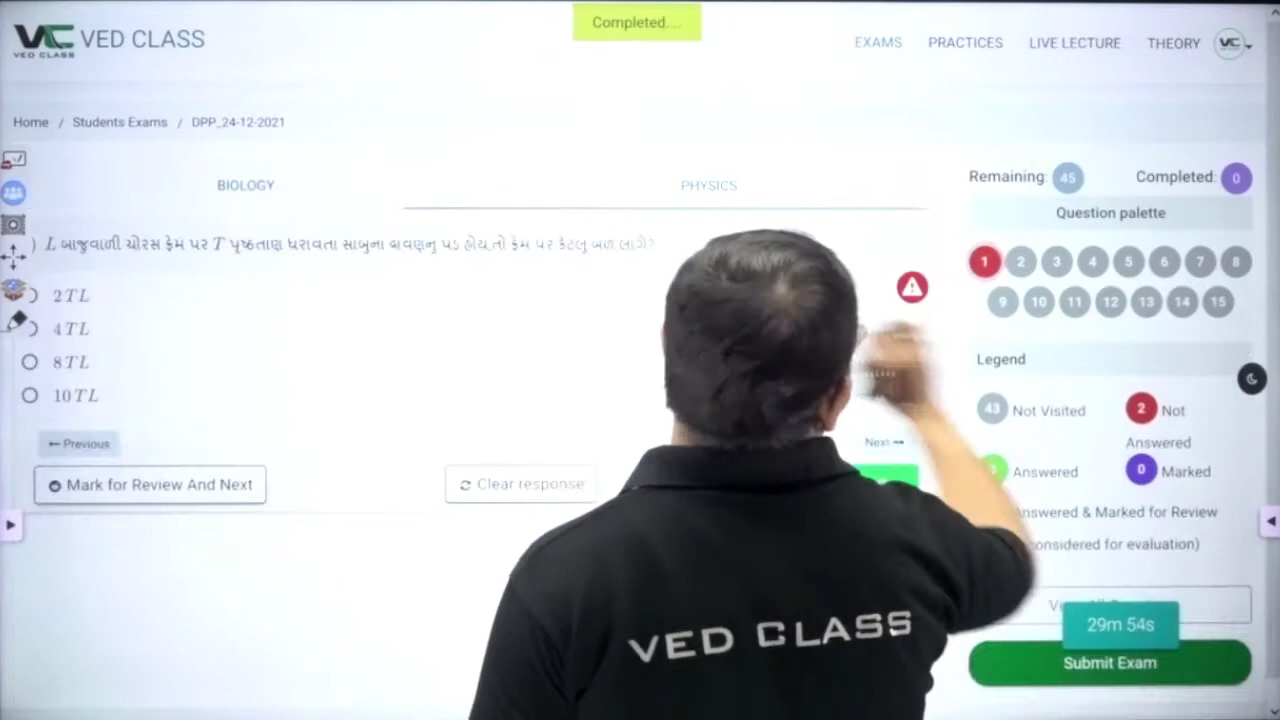 Completed....
VED CLASS
VED CLASS
EXAMS PRACTICES LIVE LECTURE THEORY
Home / Students Exams / DPP_24-12-2021
BIOLOGY PHYSICS
) L બાજુવાળી ચોરસ ફ્રેમ પર T પૃષ્ઠતાણ ધરાવતા સાબુના દ્રાવણનુ પડ હોય,તો ફ્રેમ પર કેટલુ બળ લાગે?
2TL
4TL
8TL
10TL
← Previous
Next →
Mark for Review And Next
Clear response
Remaining: 45 Completed: 0
Question palette
1 2 3 4 5 6 7 8
9 10 11 12 13 14 15
Legend
43 Not Visited 2 Not Answered
Answered 0 Marked
Answered & Marked for Review
considered for evaluation)
29m 54s
Submit Exam
VED CLASS